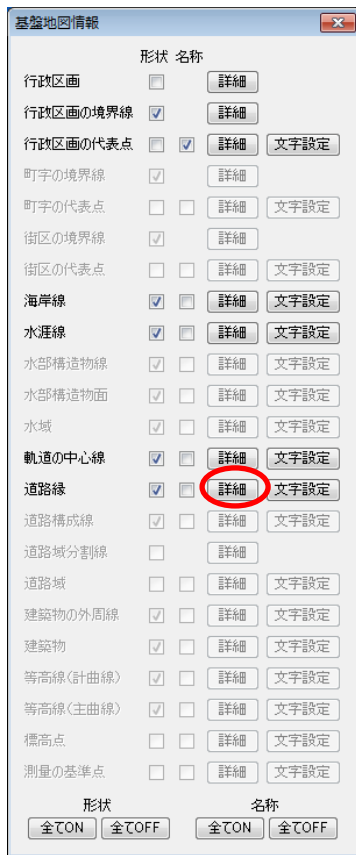 基盤地図情報
形状 名称
行政区画 詳細
行政区画の境界線 詳細
行政区画の代表点 詳細 文字設定
町字の境界線 詳細
町字の代表点 詳細 文字設定
街区の境界線 詳細
街区の代表点 詳細 文字設定
海岸線 詳細 文字設定
水涯線 詳細 文字設定
水部構造物線 詳細 文字設定
水部構造物面 詳細 文字設定
水域 詳細 文字設定
軌道の中心線 詳細 文字設定
道路縁 詳細 文字設定
道路構成線 詳細 文字設定
道路域分割線 詳細
道路域 詳細 文字設定
建築物の外周線 詳細 文字設定
建築物 詳細 文字設定
等高線(計曲線) 詳細 文字設定
等高線(主曲線) 詳細 文字設定
標高点 詳細 文字設定
測量の基準点 詳細 文字設定
形状 名称
全てON 全てOFF 全てON 全てOFF